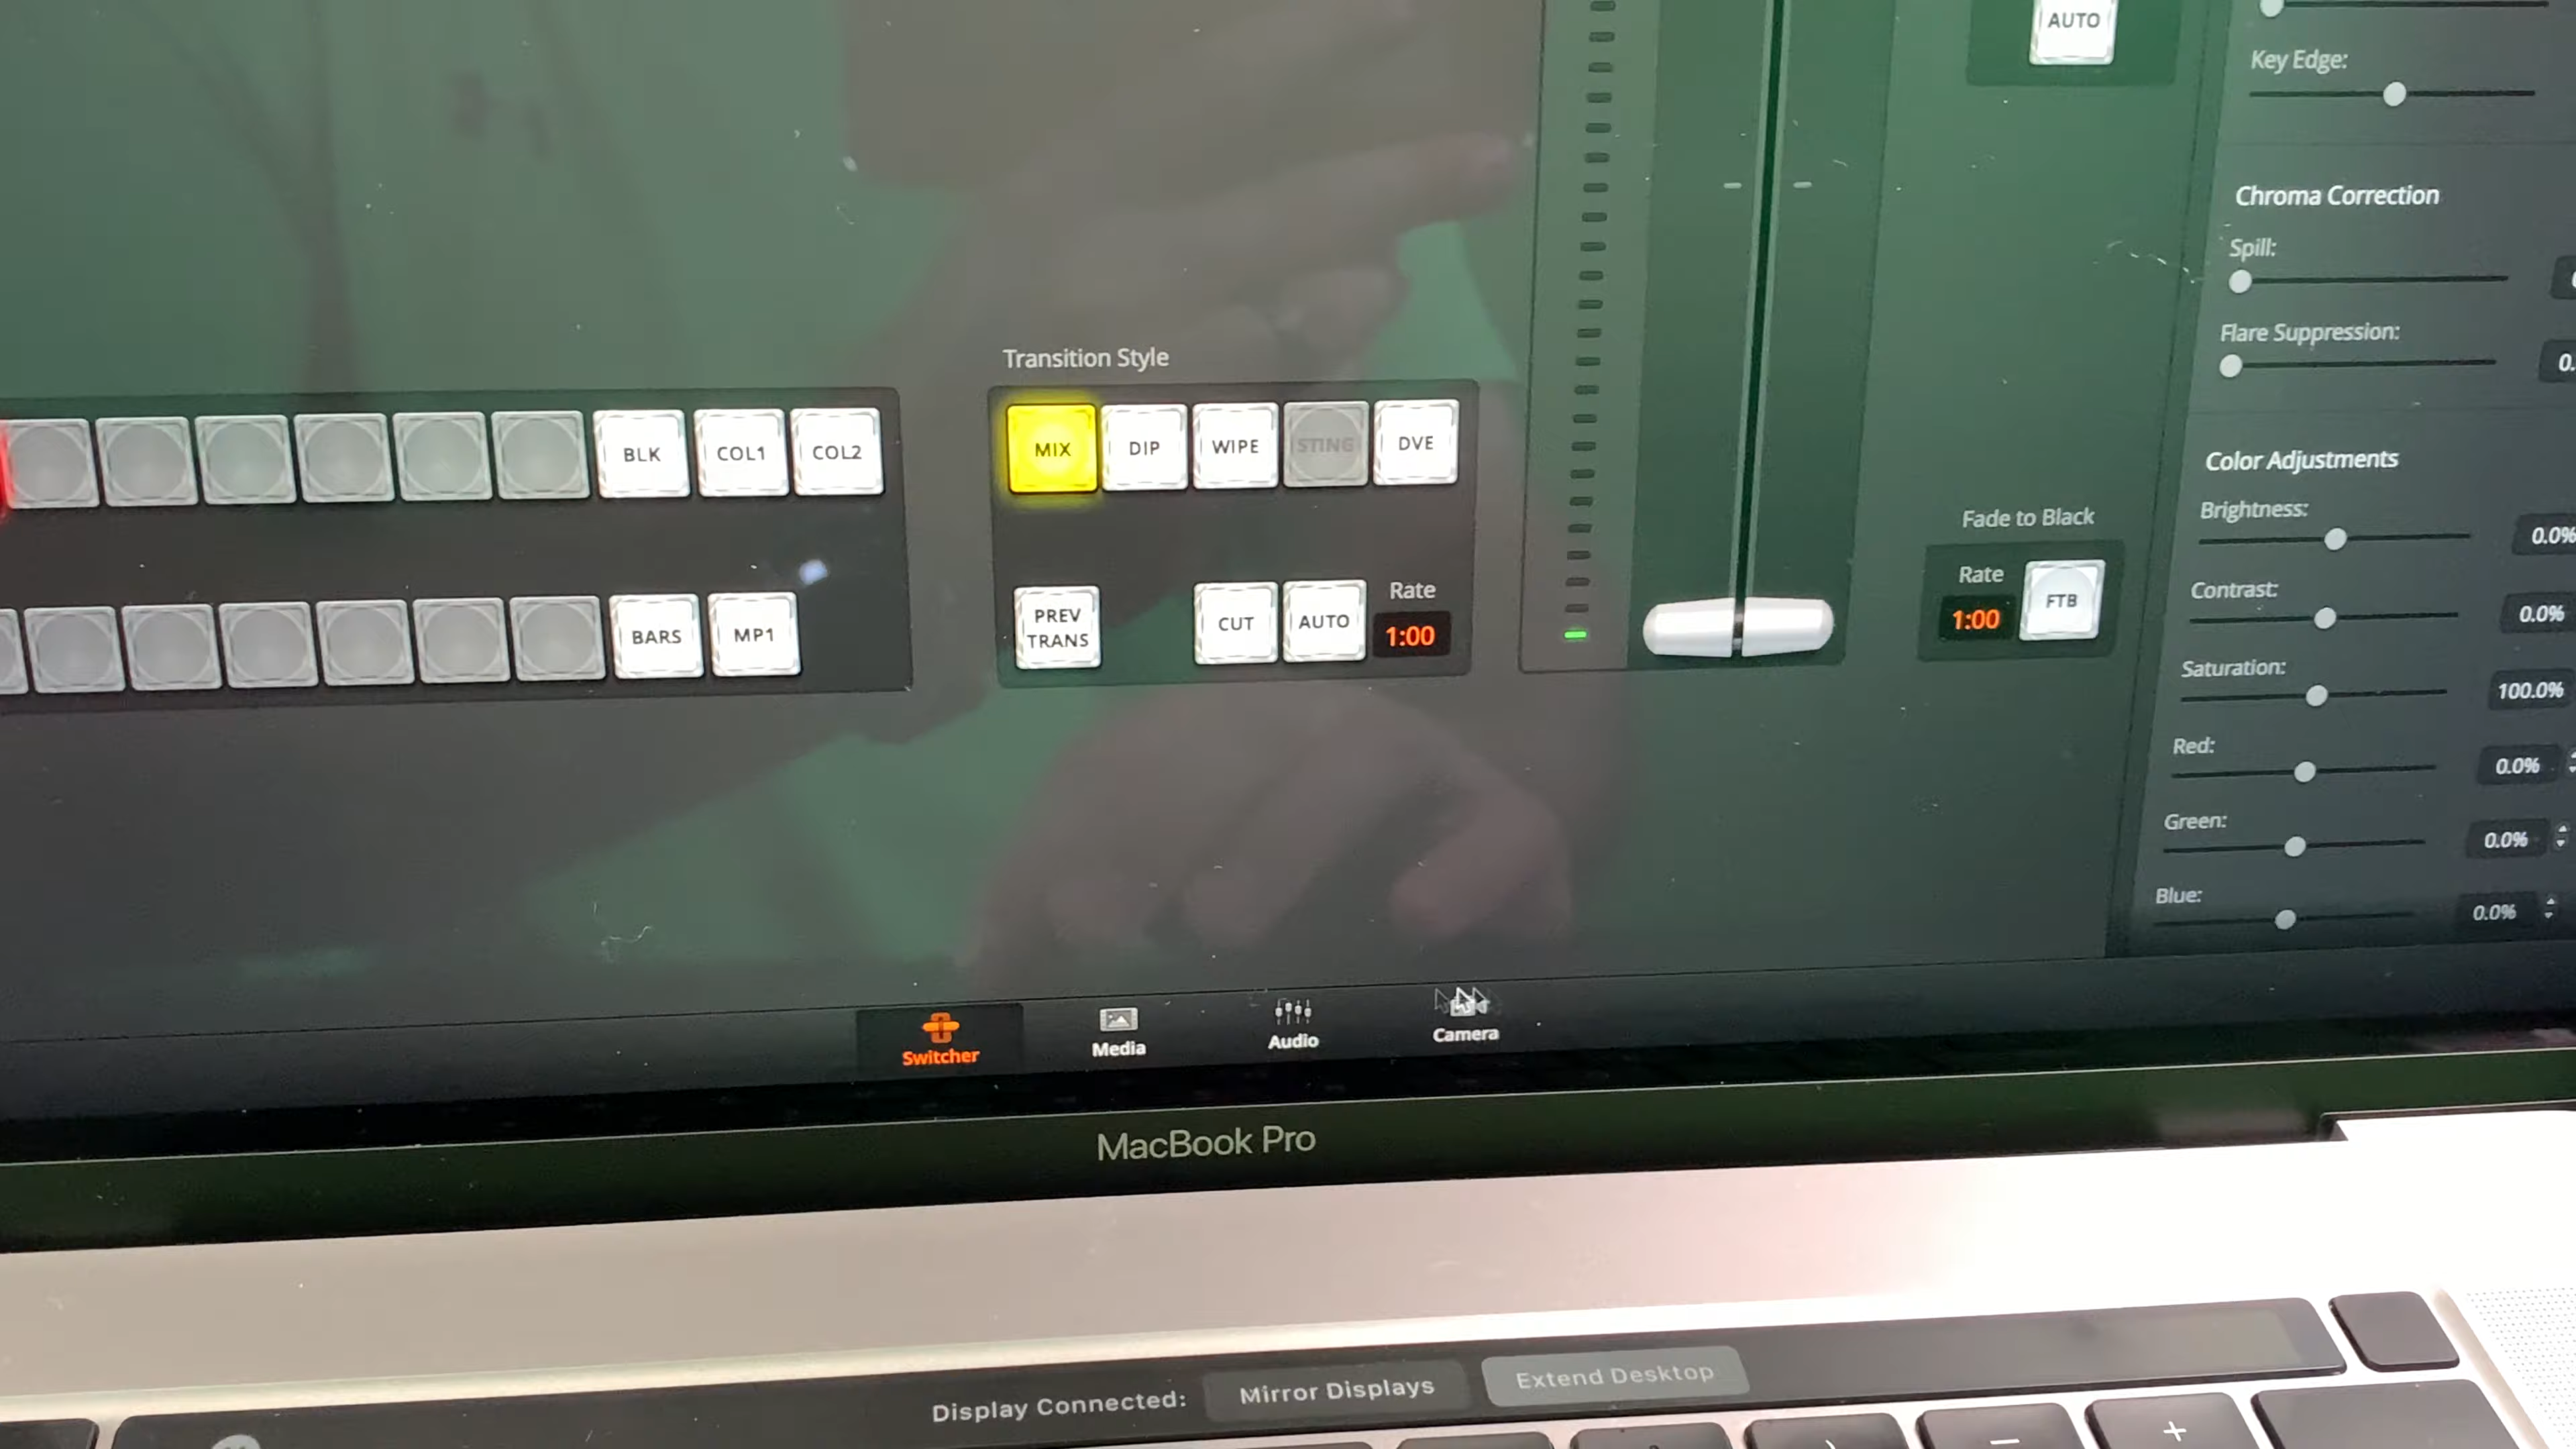 AUTO
Key Edge:
Chroma Correction
Spill:
Flare Suppression:
0.
Transition Style
BLK
COL1
COL2
MIX
DIP
WIPE
STING
DVE
BARS
MP1
PREV
TRANS
CUT
AUTO
Rate
1:00
Fade to Black
Rate
1:00
FTB
Color Adjustments
Brightness:
0.0%
Contrast:
0.0%
Saturation:
100.0%
Red:
0.0%
Green:
0.0%
Blue:
0.0%
Switcher
Media
Audio
Camera
MacBook Pro
Display Connected:
Mirror Displays
Extend Desktop
+
−